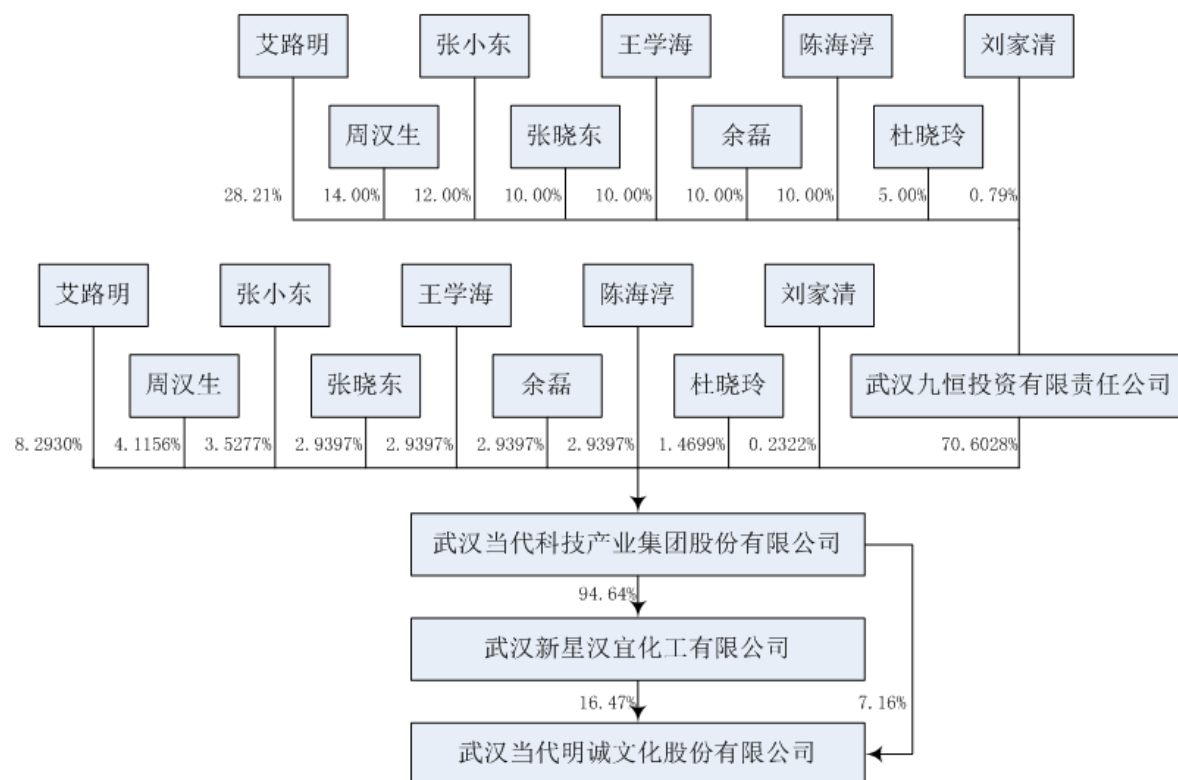 艾路明
张小东
王学海
陈海淳
刘家清
周汉生
张晓东
余磊
杜晓玲
28.21%
14.00%
12.00%
10.00%
10.00%
10.00%
10.00%
5.00%
0.79%
艾路明
张小东
王学海
陈海淳
刘家清
周汉生
张晓东
余磊
杜晓玲
武汉九恒投资有限责任公司
8.2930%
4.1156%
3.5277%
2.9397%
2.9397%
2.9397%
2.9397%
1.4699%
0.2322%
70.6028%
武汉当代科技产业集团股份有限公司
94.64%
武汉新星汉宜化工有限公司
16.47%
7.16%
武汉当代明诚文化股份有限公司